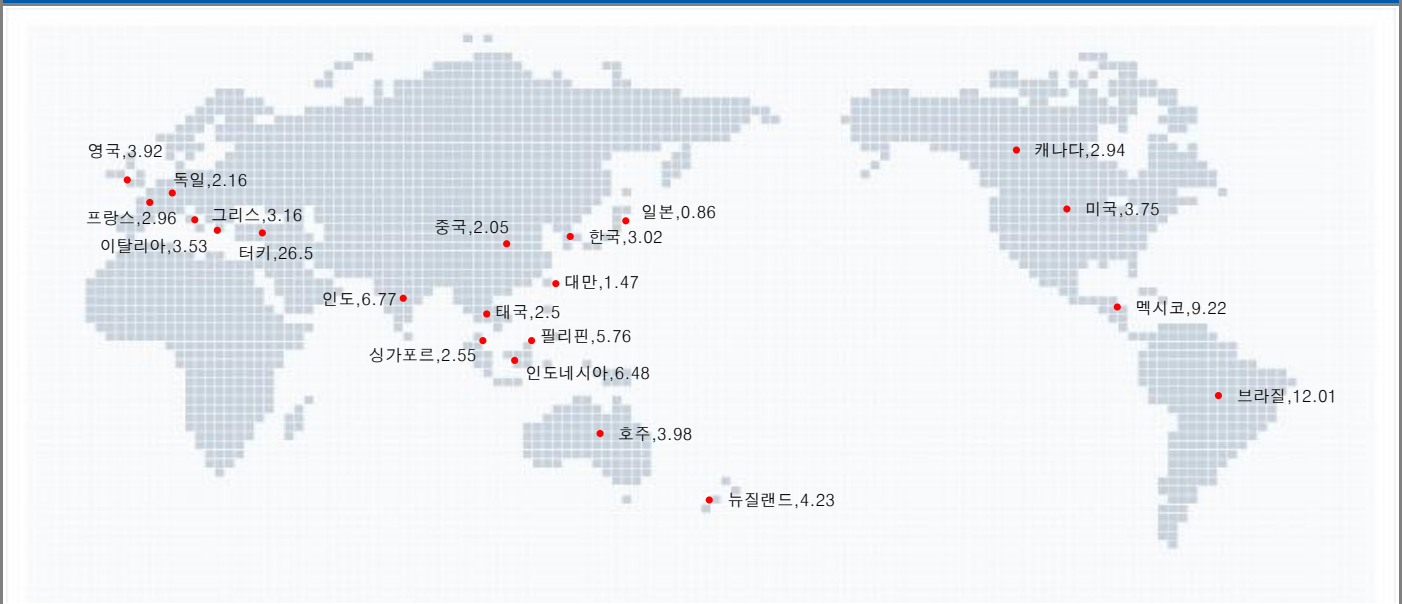 영국,3.92
독일,2.16
프랑스,2.96
그리스,3.16
이탈리아,3.53
터키,26.5
중국,2.05
일본,0.86
한국,3.02
대만,1.47
인도,6.77
태국,2.5
필리핀,5.76
싱가포르,2.55
인도네시아,6.48
호주,3.98
뉴질랜드,4.23
캐나다,2.94
미국,3.75
멕시코,9.22
브라질,12.01